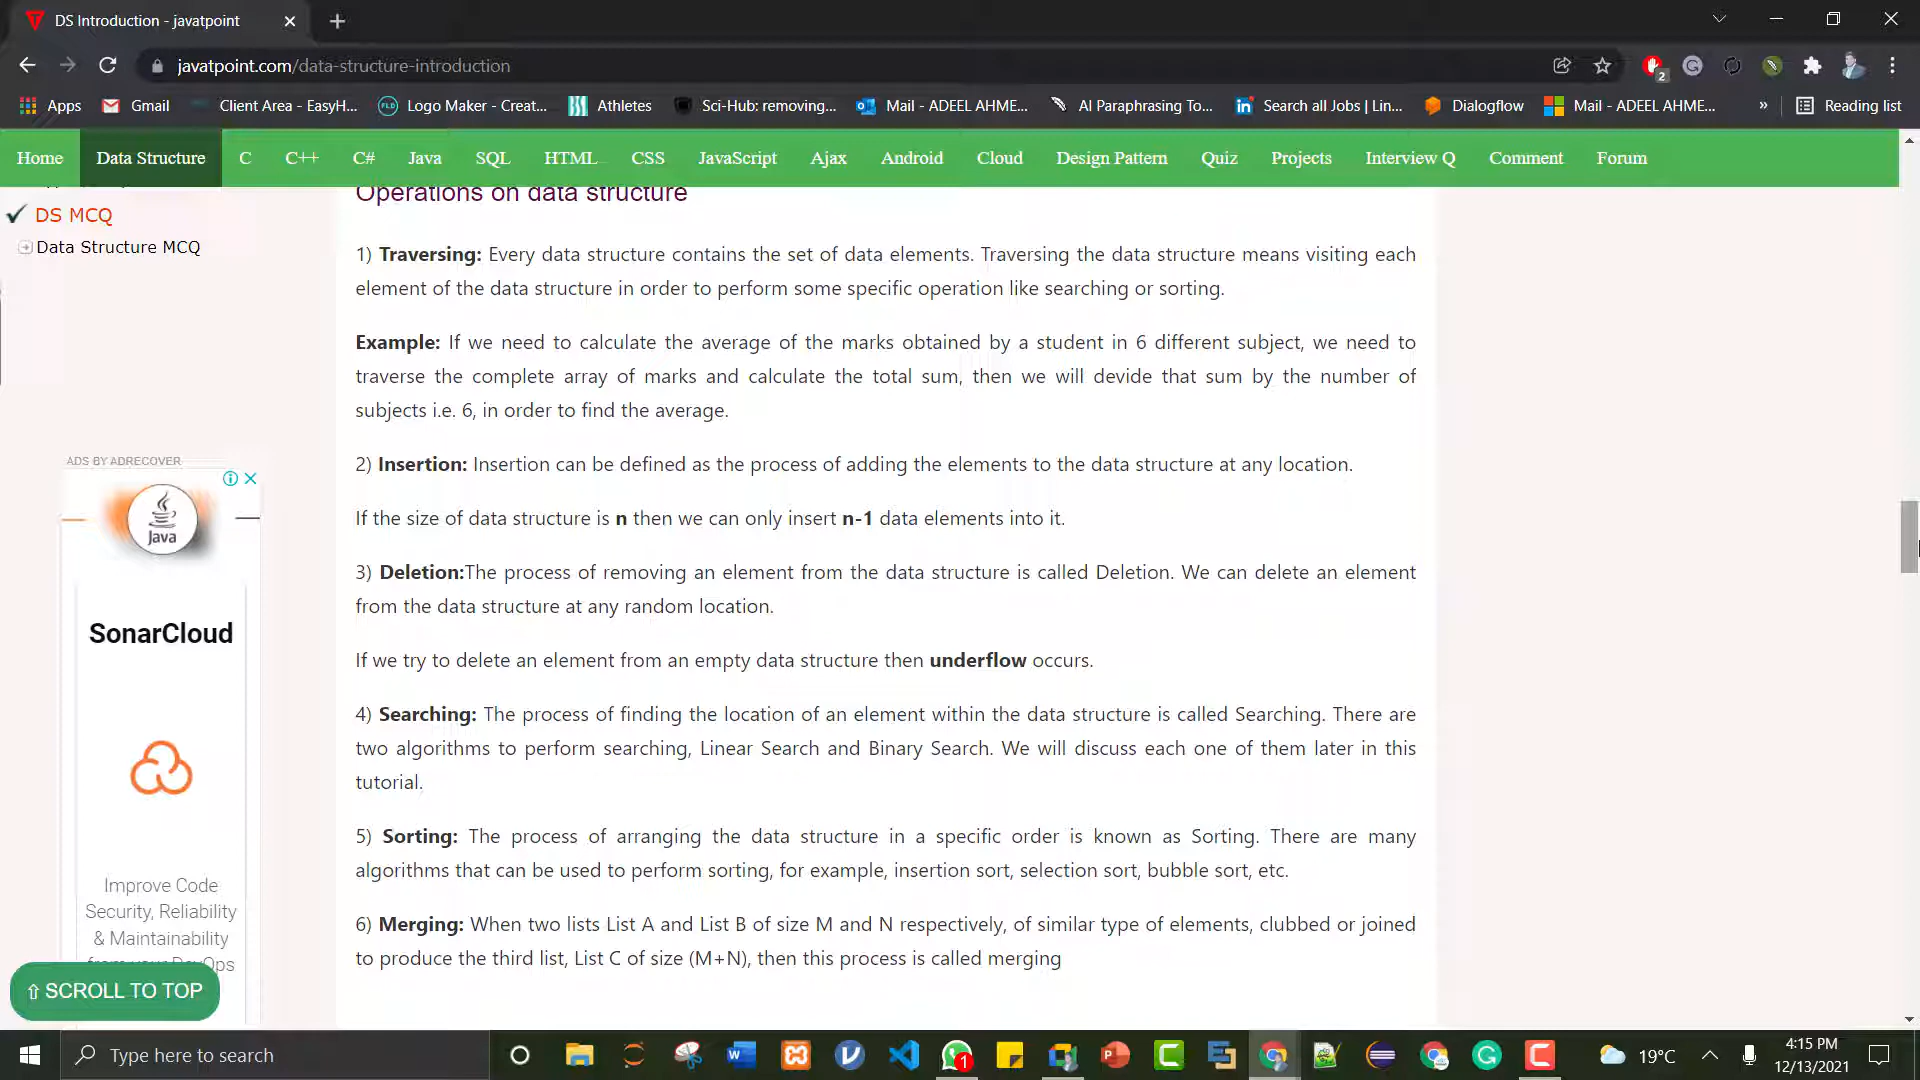 DS Introduction - javatpoint
javatpoint.com/data-structure-introduction
2
Apps
Gmail
Client Area - EasyH...
Logo Maker - Creat...
Athletes
Sci-Hub: removing...
Mail - ADEEL AHME...
AI Paraphrasing To...
Search all Jobs | Lin...
Dialogflow
Mail - ADEEL AHME...
»
Reading list
Home
Data Structure
C
C++
C#
Java
SQL
HTML
CSS
JavaScript
Ajax
Android
Cloud
Design Pattern
Quiz
Projects
Interview Q
Comment
Forum
DS MCQ
Data Structure MCQ
ADS BY ADRECOVER
Java
SonarCloud
Improve Code
Security, Reliability
& Maintainability
from your DevOps
⇧ SCROLL TO TOP
Operations on data structure
1) Traversing: Every data structure contains the set of data elements. Traversing the data structure means visiting each
element of the data structure in order to perform some specific operation like searching or sorting.
Example: If we need to calculate the average of the marks obtained by a student in 6 different subject, we need to
traverse the complete array of marks and calculate the total sum, then we will devide that sum by the number of
subjects i.e. 6, in order to find the average.
2) Insertion: Insertion can be defined as the process of adding the elements to the data structure at any location.
If the size of data structure is n then we can only insert n-1 data elements into it.
3) Deletion:The process of removing an element from the data structure is called Deletion. We can delete an element
from the data structure at any random location.
If we try to delete an element from an empty data structure then underflow occurs.
4) Searching: The process of finding the location of an element within the data structure is called Searching. There are
two algorithms to perform searching, Linear Search and Binary Search. We will discuss each one of them later in this
tutorial.
5) Sorting: The process of arranging the data structure in a specific order is known as Sorting. There are many
algorithms that can be used to perform sorting, for example, insertion sort, selection sort, bubble sort, etc.
6) Merging: When two lists List A and List B of size M and N respectively, of similar type of elements, clubbed or joined
to produce the third list, List C of size (M+N), then this process is called merging
Type here to search
1
19°C
4:15 PM
12/13/2021